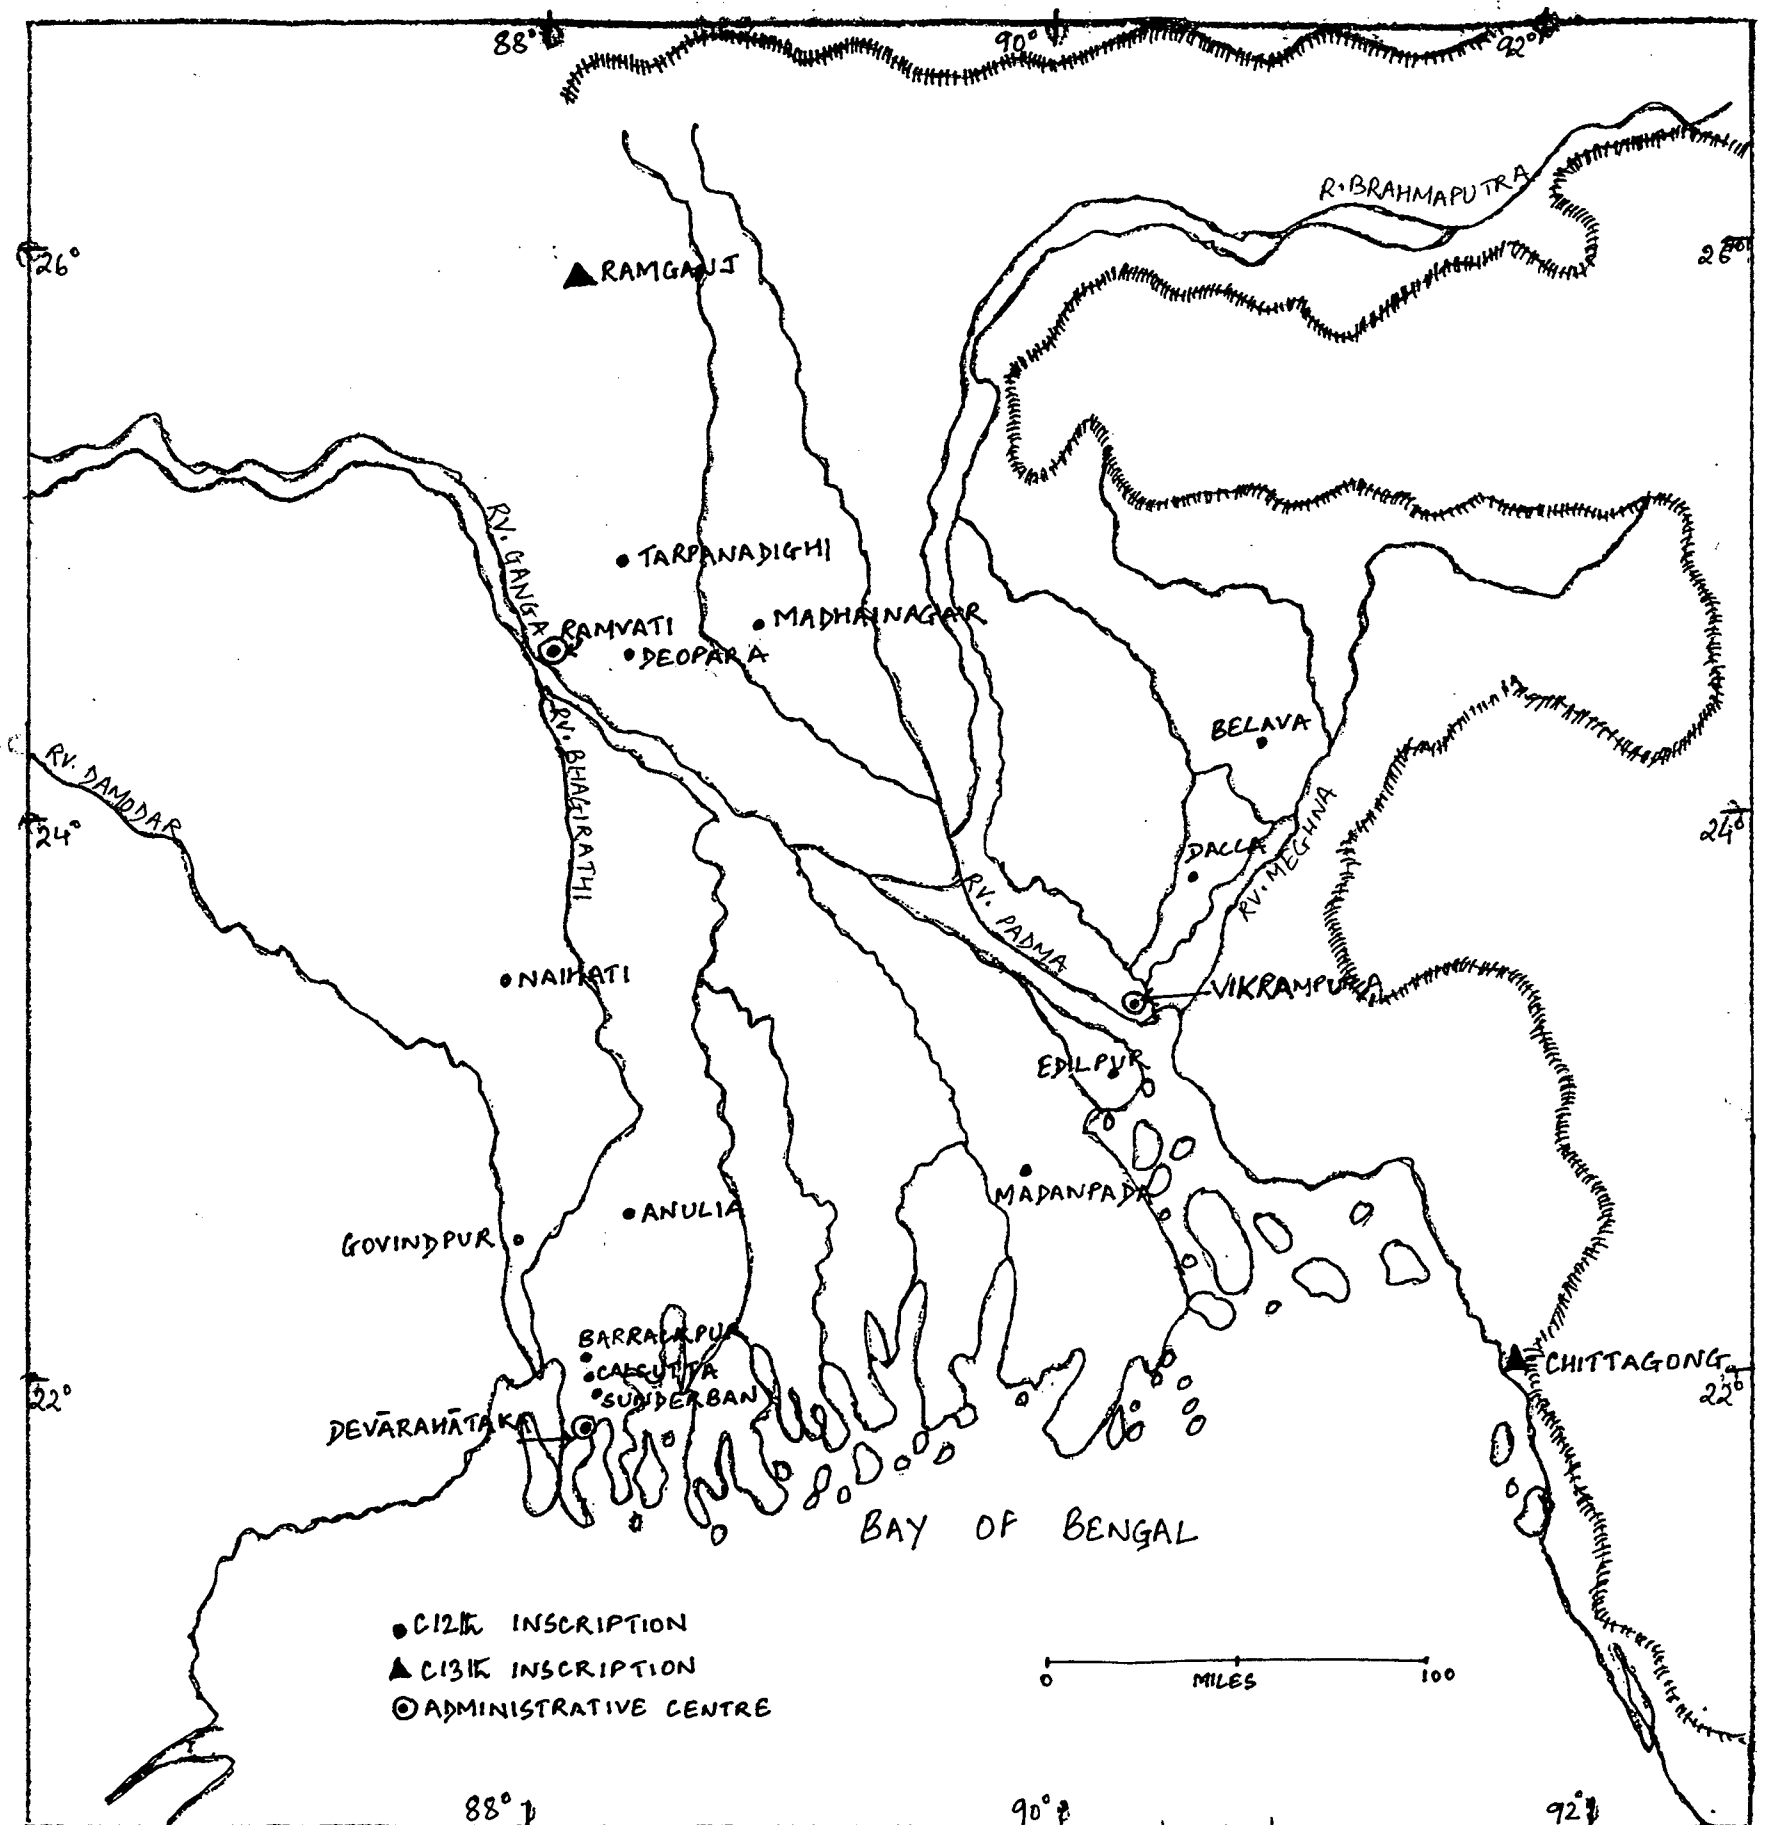 88° 90° 92°
R. BRAHMAPUTRA
26° 26°
RAMGANJ
RV. GANGA
TARPANADIGHI
MADHAINAGAR
RAMVATI
DEOPARA
RV. BHAGIRATHI
BELAVA
RV. DAMODAR
24° 24°
DACCA
RV. MEGHNA
RV. PADMA
NAIHATI
VIKRAMPURA
EDILPUR
MADANPADA
ANULIA
GOVINDPUR
BARRACKPUR
CHITTAGONG
CALCUTTA
22° 22°
SUNDERBAN
DEVĀRAHĀTAKA
BAY OF BENGAL
C12th INSCRIPTION
C13th INSCRIPTION
ADMINISTRATIVE CENTRE
0 MILES 100
88° 90° 92°